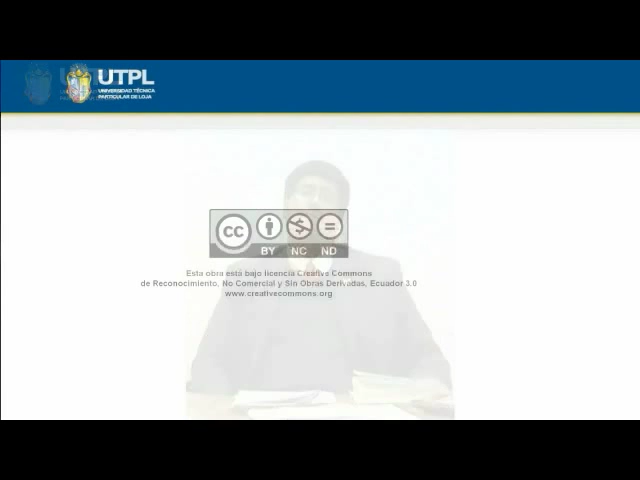 UTPL
UNIVERSIDAD TÉCNICA
PARTICULAR DE LOJA
cc
BY NC ND
Esta obra está bajo licencia Creative Commons
de Reconocimiento, No Comercial y Sin Obras Derivadas, Ecuador 3.0
www.creativecommons.org